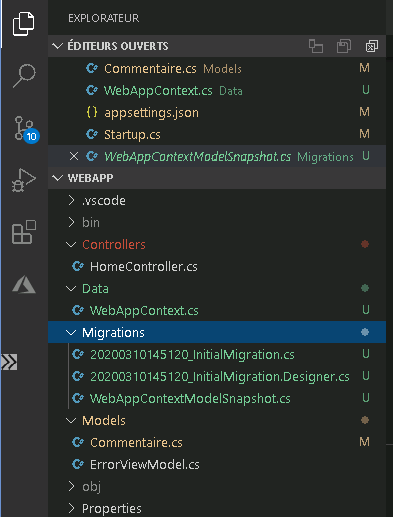 EXPLORATEUR
ÉDITEURS OUVERTS
Commentaire.cs Models M
WebAppContext.cs Data U
{} appsettings.json M
Startup.cs M
WebAppContextModelSnapshot.cs Migrations U
WEBAPP
.vscode
bin
Controllers
HomeController.cs
Data
WebAppContext.cs U
Migrations
20200310145120_InitialMigration.cs U
20200310145120_InitialMigration.Designer.cs U
WebAppContextModelSnapshot.cs U
Models
Commentaire.cs M
ErrorViewModel.cs
obj
Properties
10